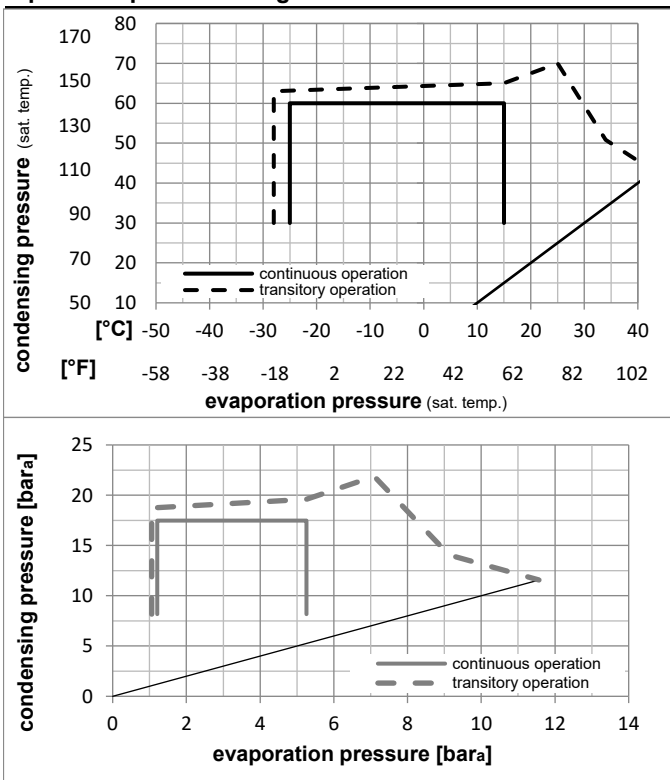 170 80
70
150 60
130 50
110 40
90 30
70 20
50 10
condensing pressure (sat. temp.)
continuous operation
transitory operation
[°C] -50 -40 -30 -20 -10 0 10 20 30 40
[°F] -58 -38 -18 2 22 42 62 82 102
evaporation pressure (sat. temp.)
25
20
15
10
5
0
condensing pressure [bara]
continuous operation
transitory operation
0 2 4 6 8 10 12 14
evaporation pressure [bara]